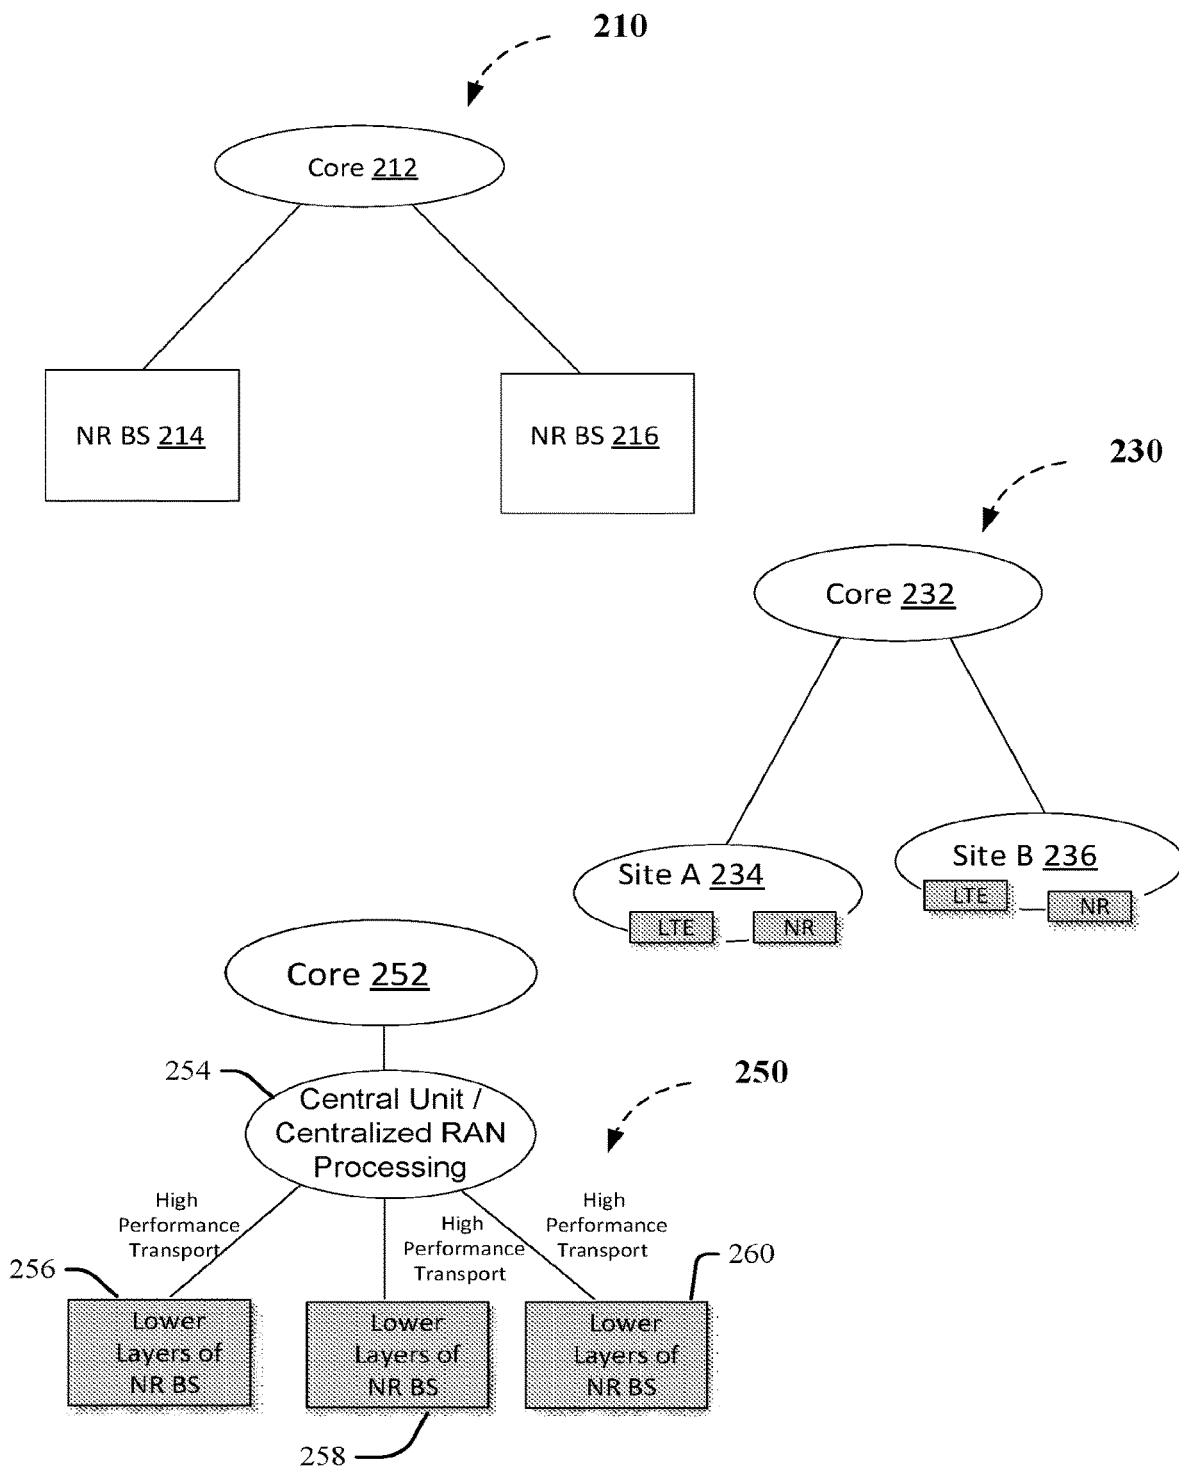 210
Core 212
NR BS 214
NR BS 216
230
Core 232
Site A 234
LTE
NR
Site B 236
LTE
NR
Core 252
254
Central Unit /
Centralized RAN
Processing
250
High
Performance
Transport
High
Performance
Transport
High
Performance
Transport
256
Lower
Layers of
NR BS
Lower
Layers of
NR BS
258
260
Lower
Layers of
NR BS